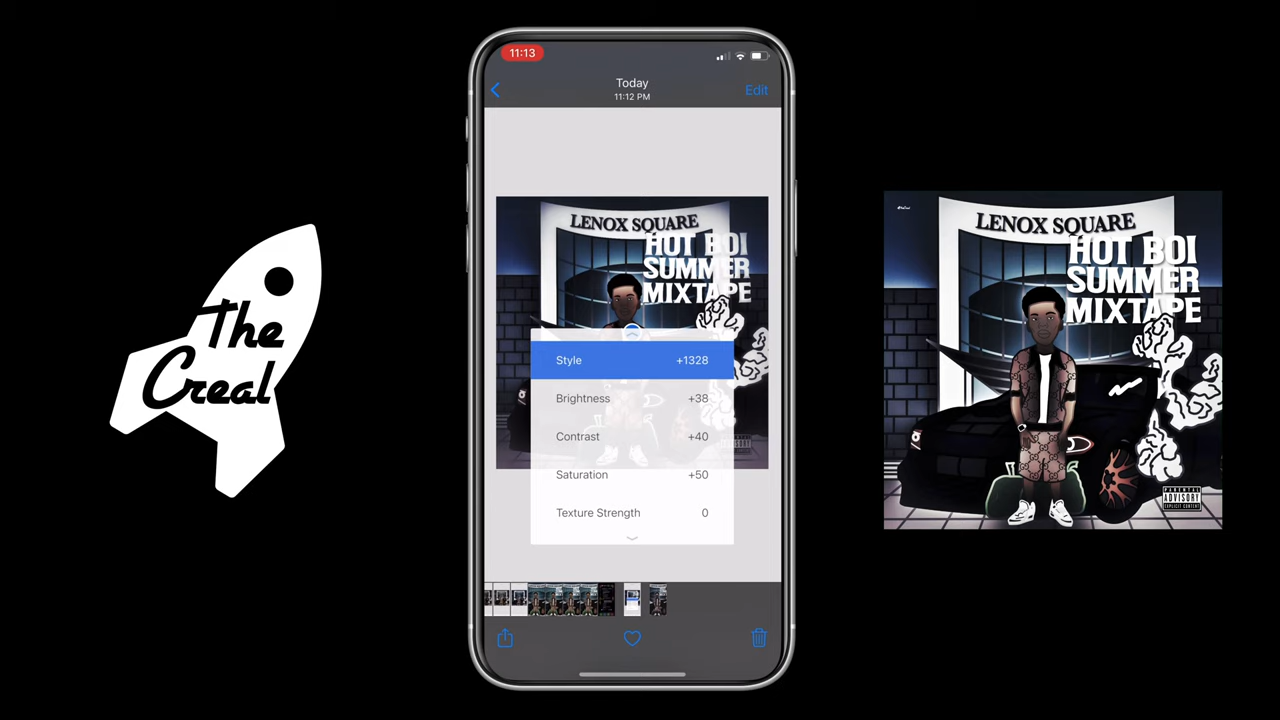 The
Creal
11:13
Today
11:12 PM
Edit
LENOX SQUARE
HOT BOI
SUMMER
MIXTAPE
Style +1328
Brightness +38
Contrast +40
Saturation +50
Texture Strength 0
LENOX SQUARE
HOT BOI
SUMMER
MIXTAPE
PARENTAL
ADVISORY
EXPLICIT CONTENT